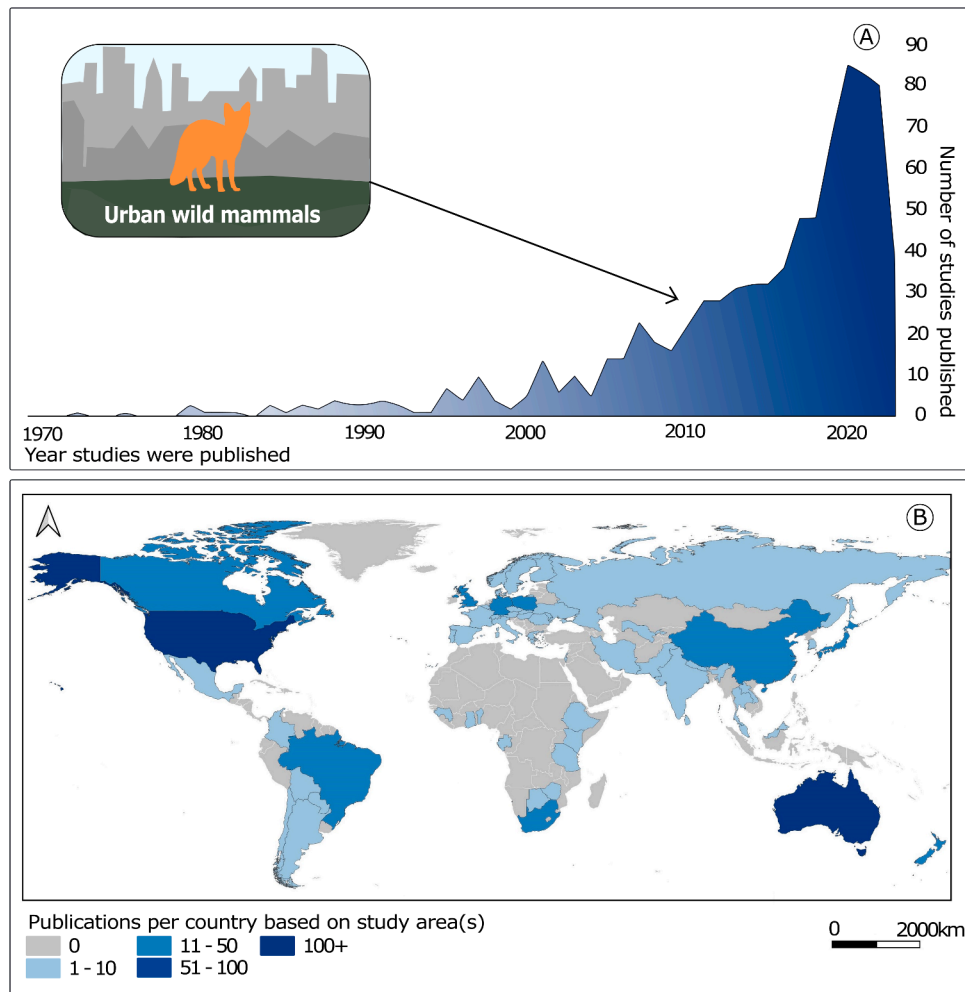 A
90
80
70
60
50
40
30
20
10
0
Number of studies published
Urban wild mammals
1970 1980 1990 2000 2010 2020
Year studies were published
B
Publications per country based on study area(s)
0 11 - 50 100+
1 - 10 51 - 100
0 2000km